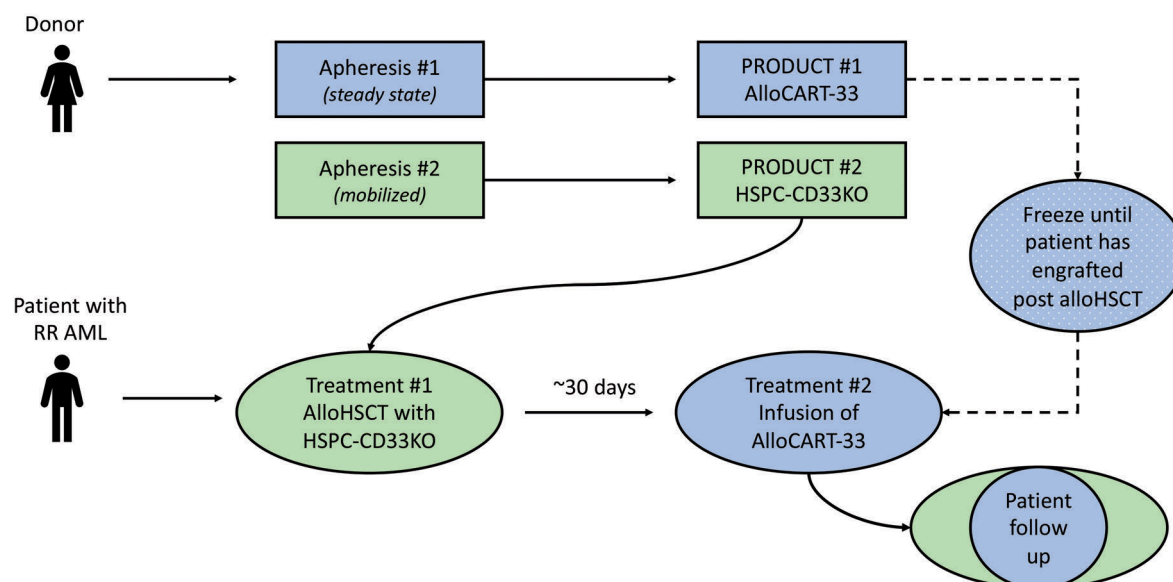 Donor
Apheresis #1
(steady state)
PRODUCT #1
AlloCART-33
Apheresis #2
(mobilized)
PRODUCT #2
HSPC-CD33KO
Freeze until
patient has
engrafted
post alloHSCT
Patient with
RR AML
Treatment #1
AlloHSCT with
HSPC-CD33KO
~30 days
Treatment #2
Infusion of
AlloCART-33
Patient
follow
up